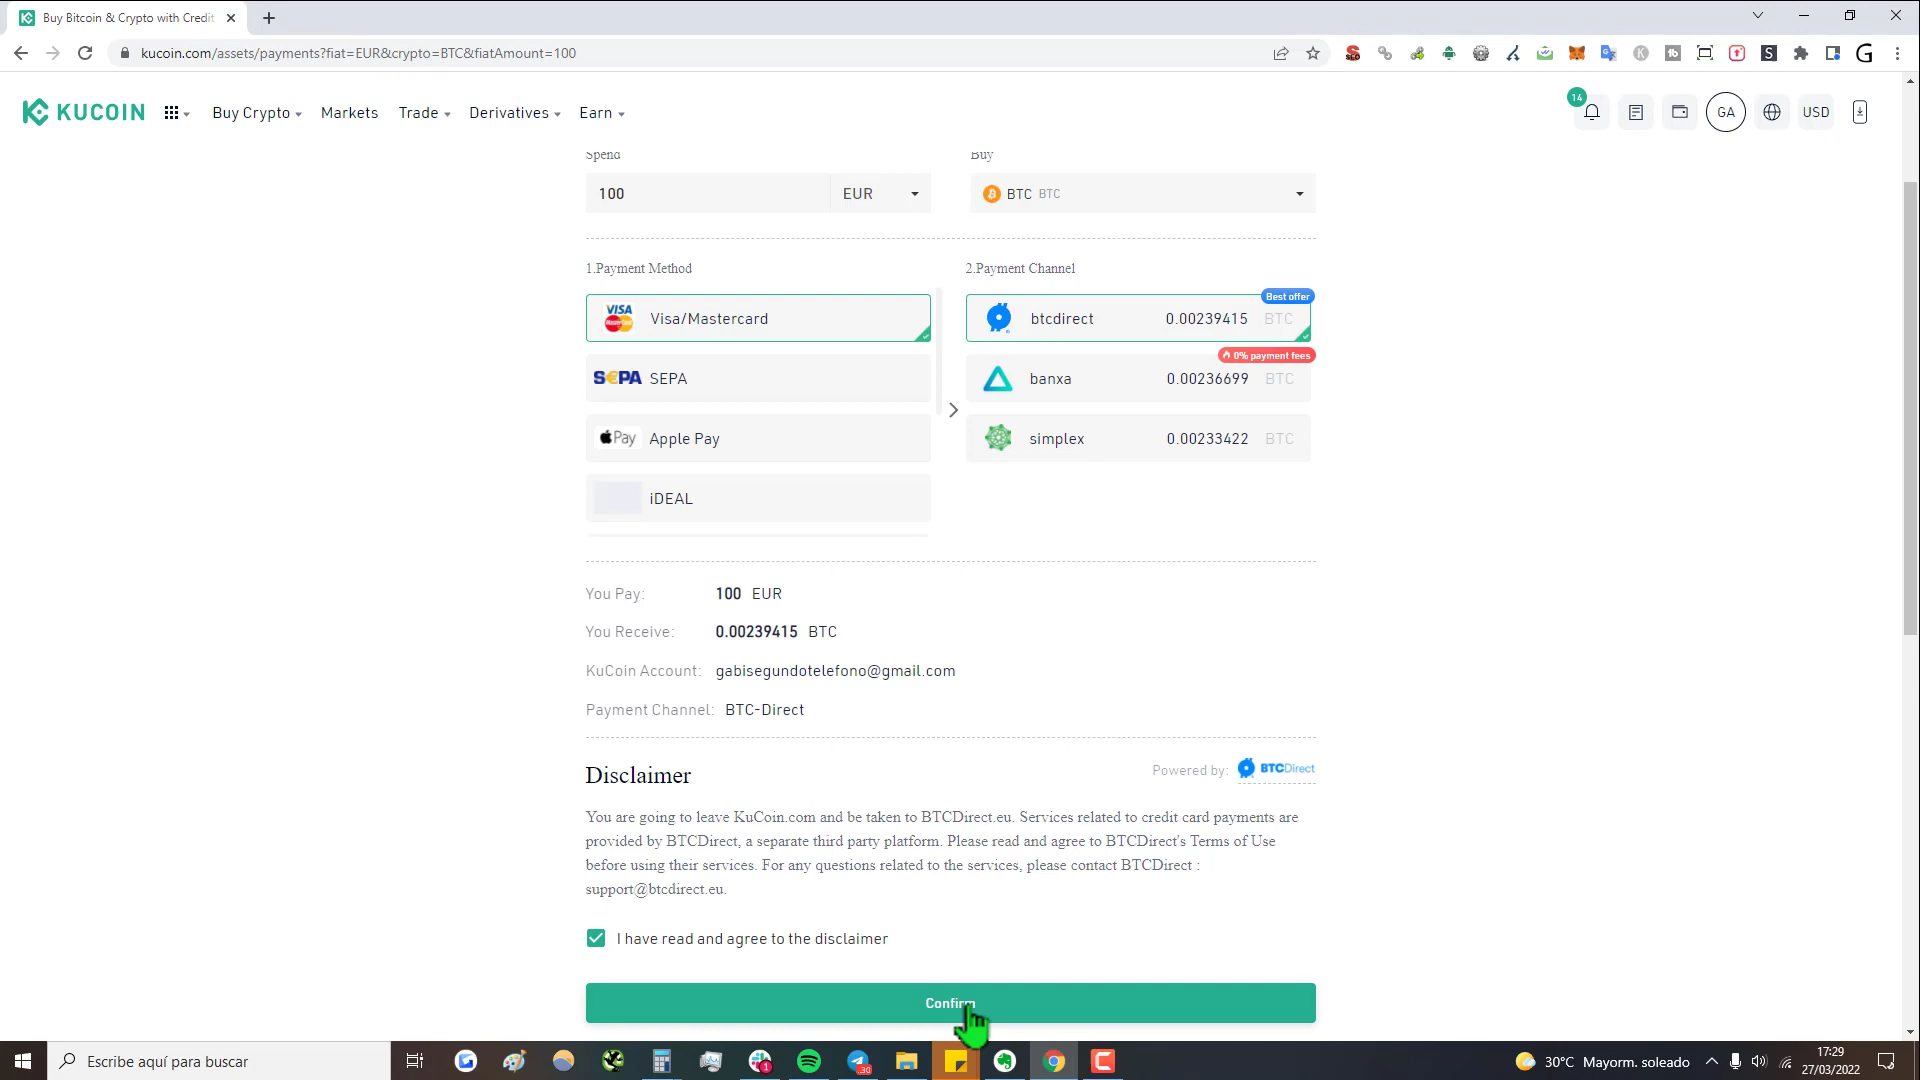 Buy Bitcoin & Crypto with Credit
kucoin.com/assets/payments?fiat=EUR&crypto=BTC&fiatAmount=100
KUCOIN
Buy Crypto
Markets
Trade
Derivatives
Earn
14
GA
USD
Spend
Buy
100
EUR
BTC BTC
1.Payment Method
2.Payment Channel
VISA
Visa/Mastercard
Best offer
btcdirect 0.00239415 BTC
0% payment fees
S€PA SEPA
banxa 0.00236699 BTC
Pay Apple Pay
simplex 0.00233422 BTC
iDEAL
You Pay: 100 EUR
You Receive: 0.00239415 BTC
KuCoin Account: gabisegundotelefono@gmail.com
Payment Channel: BTC-Direct
Disclaimer
Powered by: BTCDirect
You are going to leave KuCoin.com and be taken to BTCDirect.eu. Services related to credit card payments are
provided by BTCDirect, a separate third party platform. Please read and agree to BTCDirect's Terms of Use
before using their services. For any questions related to the services, please contact BTCDirect :
support@btcdirect.eu.
I have read and agree to the disclaimer
Confirm
Escribe aquí para buscar
1
30
30°C Mayorm. soleado
17:29
27/03/2022